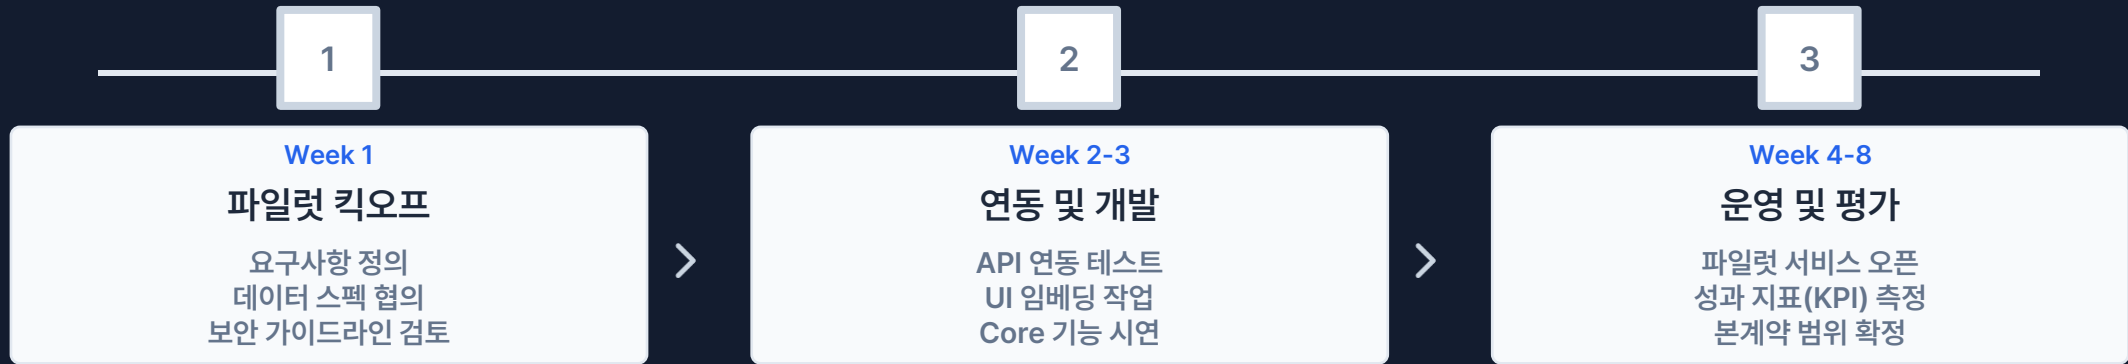 1
Week 1
파일럿 킥오프
요구사항 정의
데이터 스펙 협의
보안 가이드라인 검토
2
Week 2-3
연동 및 개발
API 연동 테스트
UI 임베딩 작업
Core 기능 시연
3
Week 4-8
운영 및 평가
파일럿 서비스 오픈
성과 지표(KPI) 측정
본계약 범위 확정